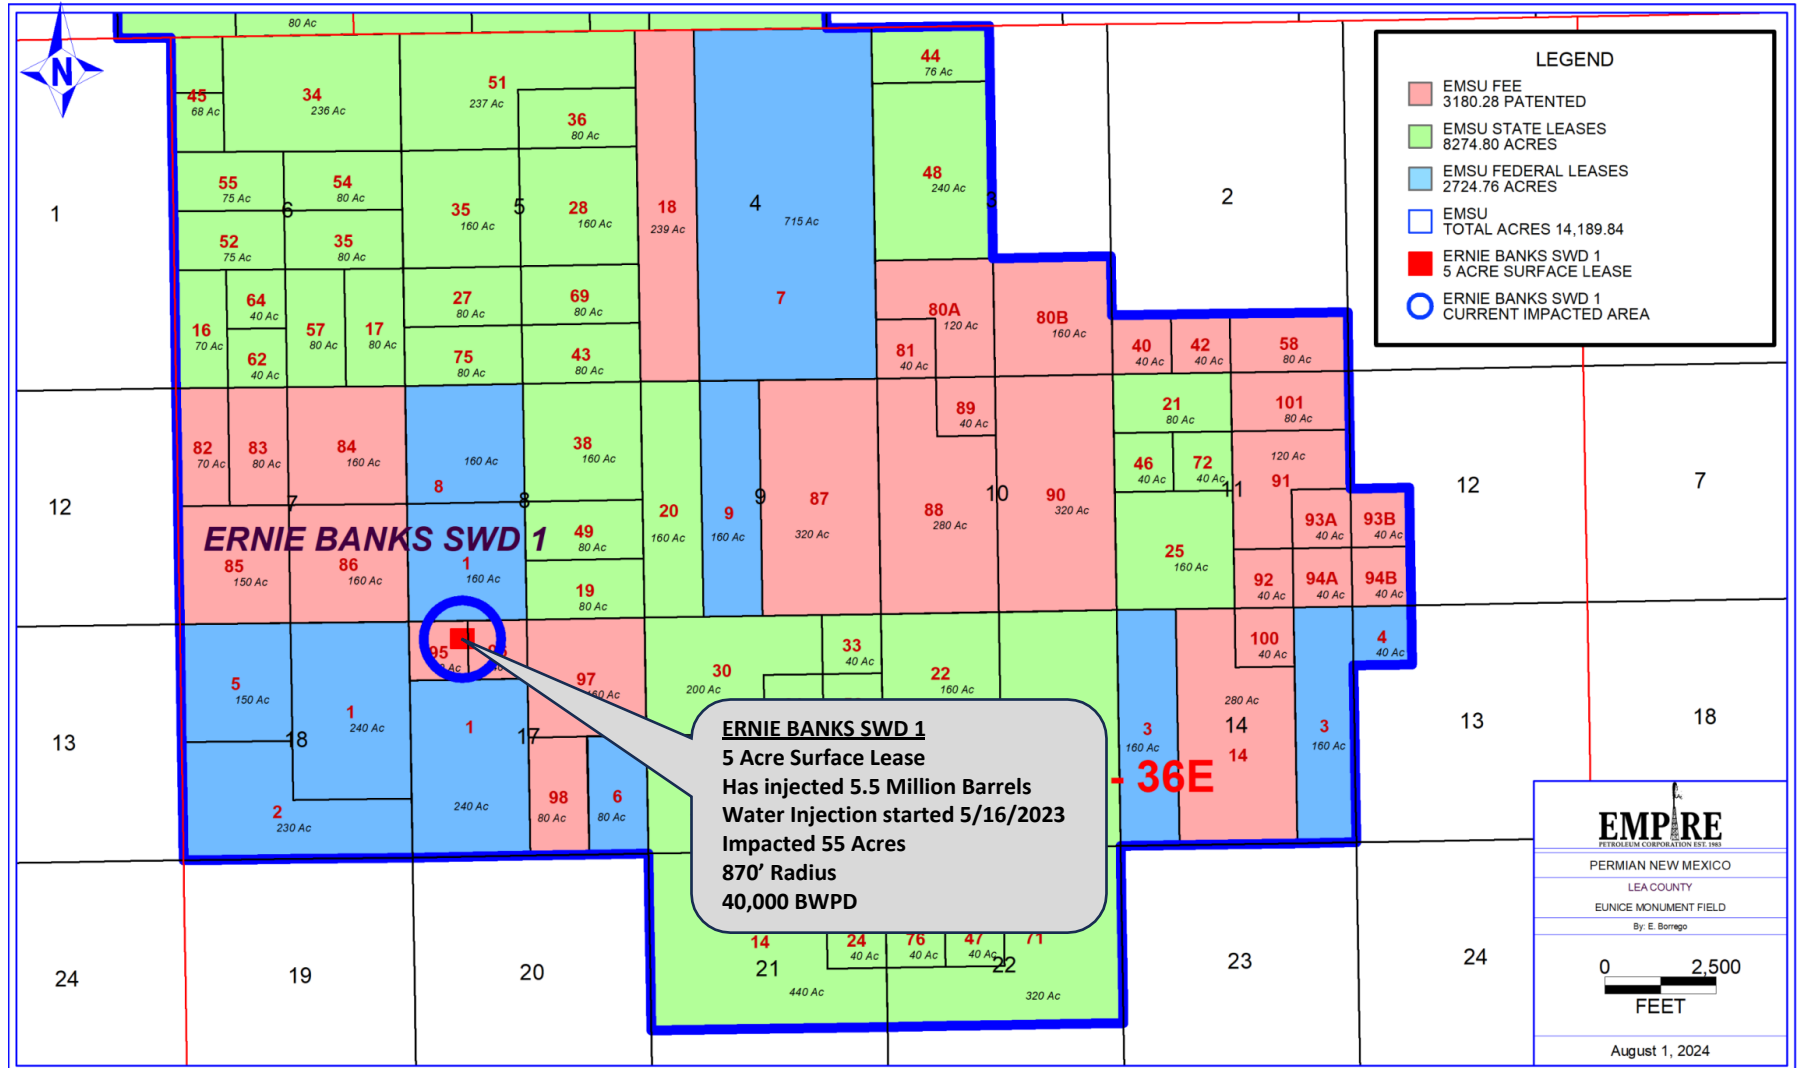 80 Ac
N
LEGEND
EMSU FEE
3180.28 PATENTED
EMSU STATE LEASES
8274.80 ACRES
EMSU FEDERAL LEASES
2724.76 ACRES
EMSU
TOTAL ACRES 14,189.84
ERNIE BANKS SWD 1
5 ACRE SURFACE LEASE
ERNIE BANKS SWD 1
CURRENT IMPACTED AREA
45
68 Ac
34
236 Ac
51
237 Ac
36
80 Ac
44
76 Ac
55
75 Ac
54
80 Ac
6
35
160 Ac
5
28
160 Ac
18
239 Ac
4
715 Ac
48
240 Ac
3
1
2
52
75 Ac
35
80 Ac
64
40 Ac
16
70 Ac
62
40 Ac
57
80 Ac
17
80 Ac
27
80 Ac
69
80 Ac
75
80 Ac
43
80 Ac
7
80A
120 Ac
81
40 Ac
80B
160 Ac
40
40 Ac
42
40 Ac
58
80 Ac
82
70 Ac
83
80 Ac
84
160 Ac
160 Ac
8
38
160 Ac
89
40 Ac
21
80 Ac
101
80 Ac
46
40 Ac
72
40 Ac
120 Ac
91
12
7
8
20
160 Ac
9
160 Ac
9
87
320 Ac
88
280 Ac
10
90
320 Ac
11
93A
40 Ac
93B
40 Ac
12
7
ERNIE BANKS SWD 1
85
150 Ac
86
160 Ac
1
160 Ac
49
80 Ac
19
80 Ac
25
160 Ac
92
40 Ac
94A
40 Ac
94B
40 Ac
95
97
160 Ac
30
200 Ac
33
40 Ac
22
160 Ac
100
40 Ac
4
40 Ac
5
150 Ac
1
240 Ac
18
1
240 Ac
17
13
2
230 Ac
98
80 Ac
6
80 Ac
3
160 Ac
280 Ac
14
14
3
160 Ac
13
18
- 36E
ERNIE BANKS SWD 1
5 Acre Surface Lease
Has injected 5.5 Million Barrels
Water Injection started 5/16/2023
Impacted 55 Acres
870’ Radius
40,000 BWPD
24
19
20
14
21
440 Ac
24
40 Ac
76
40 Ac
47
40 Ac
71
22
320 Ac
23
24
EMPIRE
PETROLEUM CORPORATION EST. 1983
PERMIAN NEW MEXICO
LEA COUNTY
EUNICE MONUMENT FIELD
By: E. Borrego
0 2,500
FEET
August 1, 2024